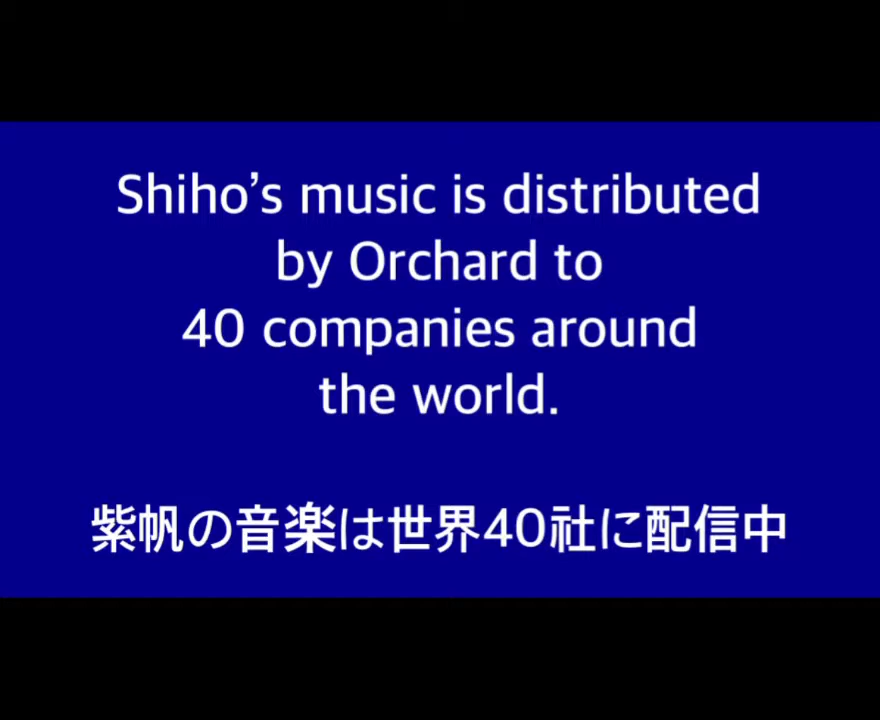 Shiho’s music is distributed
by Orchard to
40 companies around
the world.
紫帆の音楽は世界40社に配信中